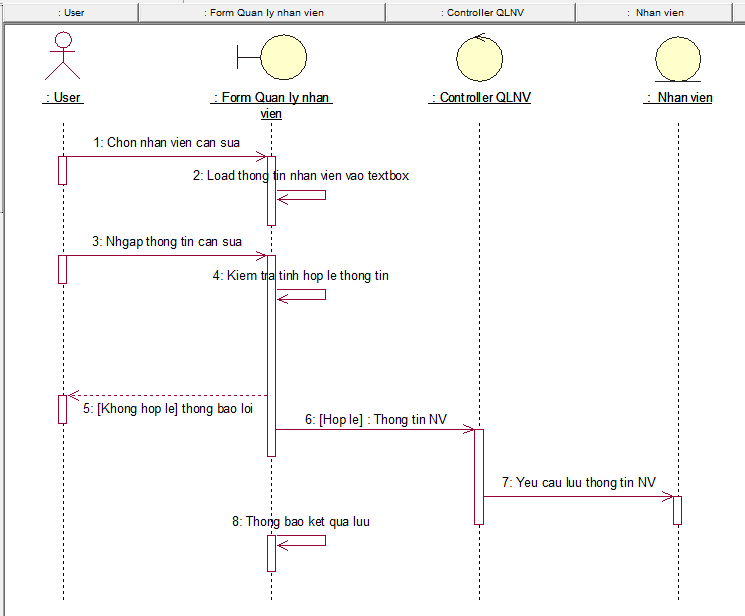 : User
: Form Quan ly nhan vien
: Controller QLNV
: Nhan vien
: User
: Form Quan ly nhan
vien
: Controller QLNV
: Nhan vien
1: Chon nhan vien can sua
2: Load thong tin nhan vien vao textbox
3: Nhgap thong tin can sua
4: Kiem tra tinh hop le thong tin
5: [Khong hop le] thong bao loi
6: [Hop le] : Thong tin NV
7: Yeu cau luu thong tin NV
8: Thong bao ket qua luu